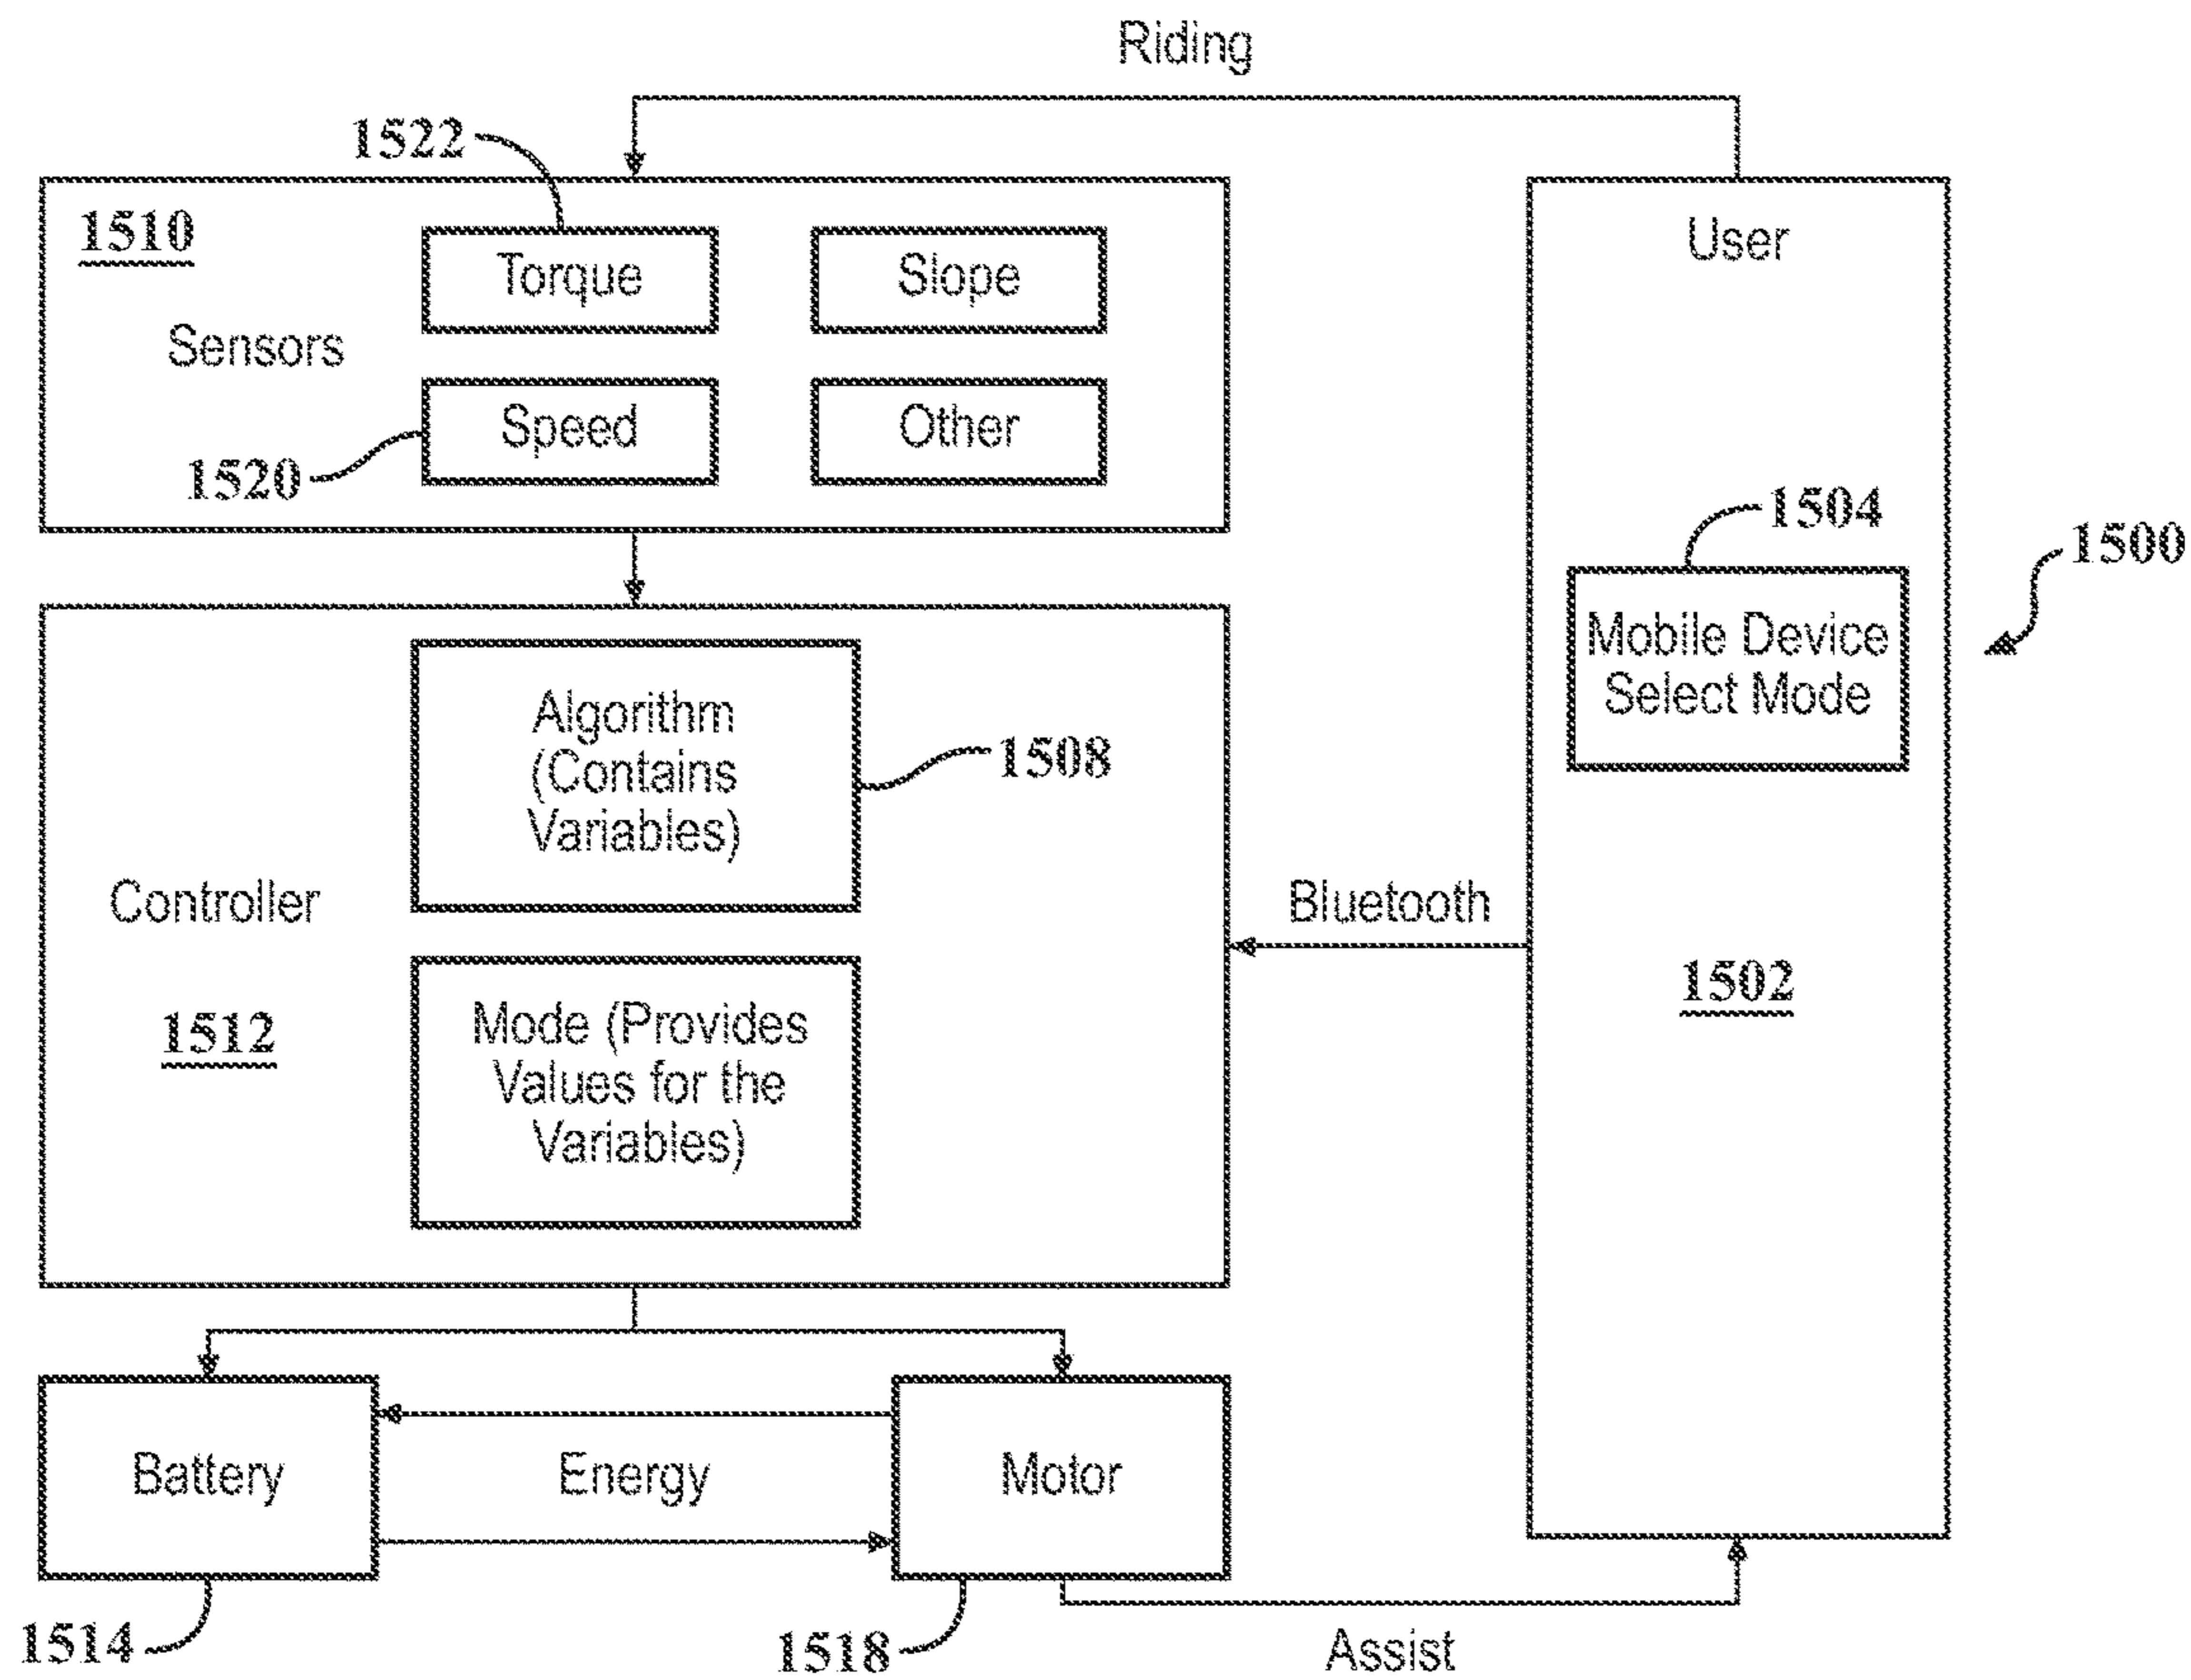 Riding
1522
1510
Torque
Slope
User
Sensors
Speed
Other
1520
1504
1500
Mobile Device
Select Mode
Algorithm
(Contains
Variables)
1508
Controller
Bluetooth
1502
1512
Mode (Provides
Values for the
Variables)
Battery
Energy
Motor
1514
1518
Assist